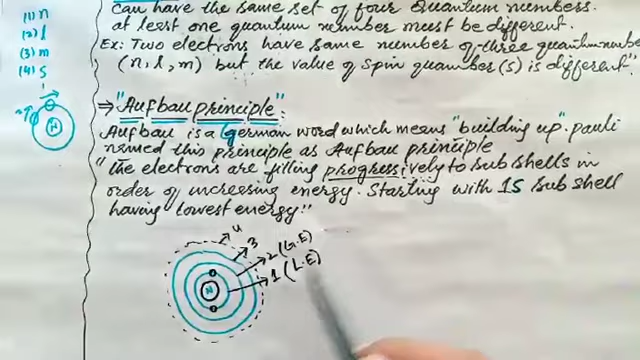 (1) n
(2) l
(3) m
(4) s
N
can have the same set of four Quantum numbers.
at least one quantum number must be different.
Ex: Two electrons have same number of three quantum number
(n, l, m) but the value of spin quamber (s) is different"
⇒ "Aufbau principle":
Aufbau is a German word which means "building up". pauli
named this principle as Aufbau principle
"The electrons are filling progressively to sub shells in
order of increasing energy. Starting with 1S sub shell
having lowest energy:"
4
3
2 (G.E)
1 (L.E)
N